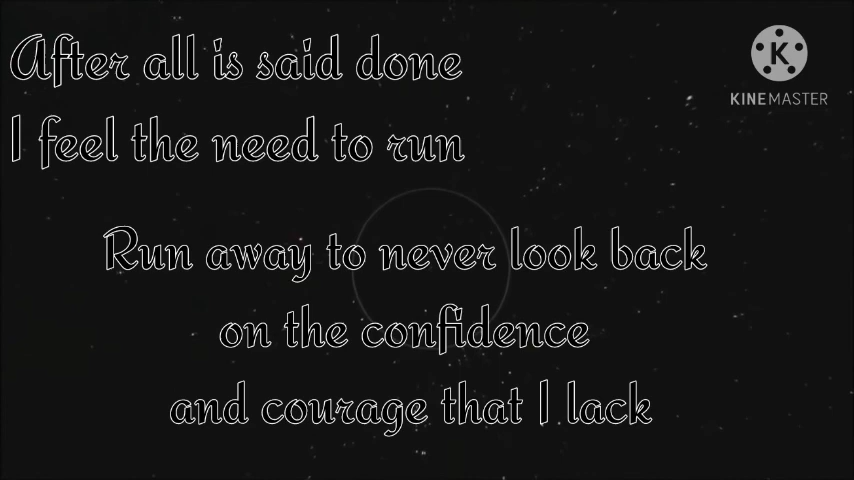 After all is said done
I feel the need to run
Run away to never look back
on the confidence
and courage that I lack
K
KINEMASTER